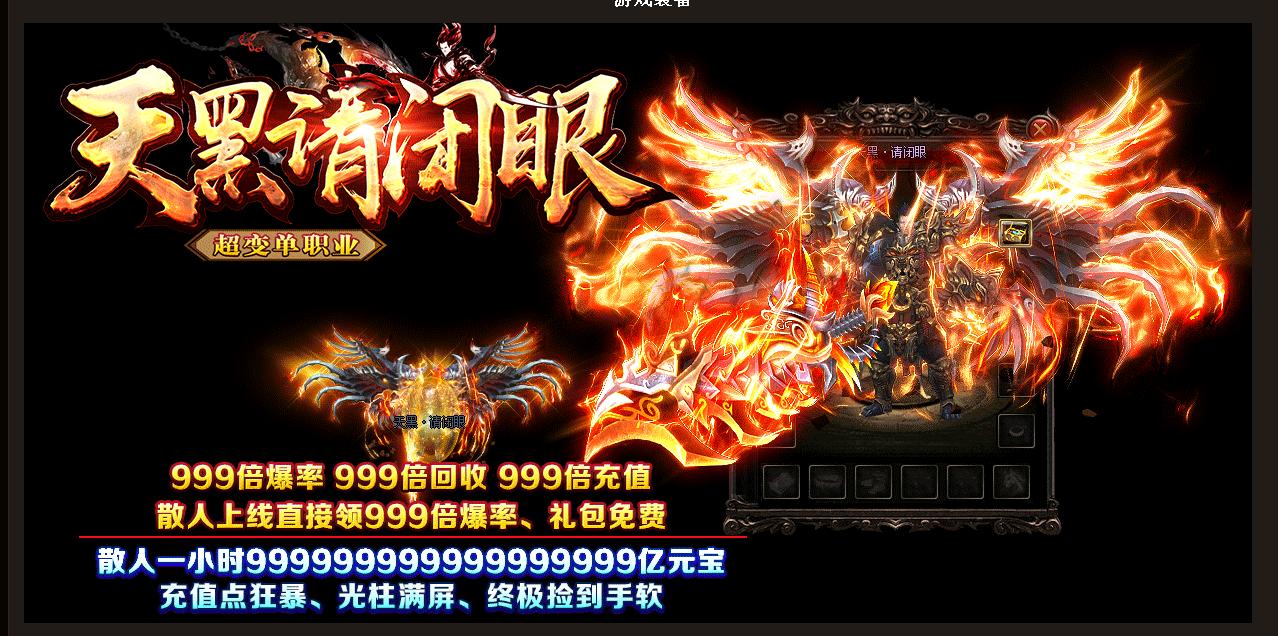 游戏装备
天黑请闭眼
超变单职业
黑·请闭眼
天黑·请闭眼
999倍爆率 999倍回收 999倍充值
散人上线直接领999倍爆率、礼包免费
散人一小时9999999999999999999亿元宝
充值点狂暴、光柱满屏、终极捡到手软